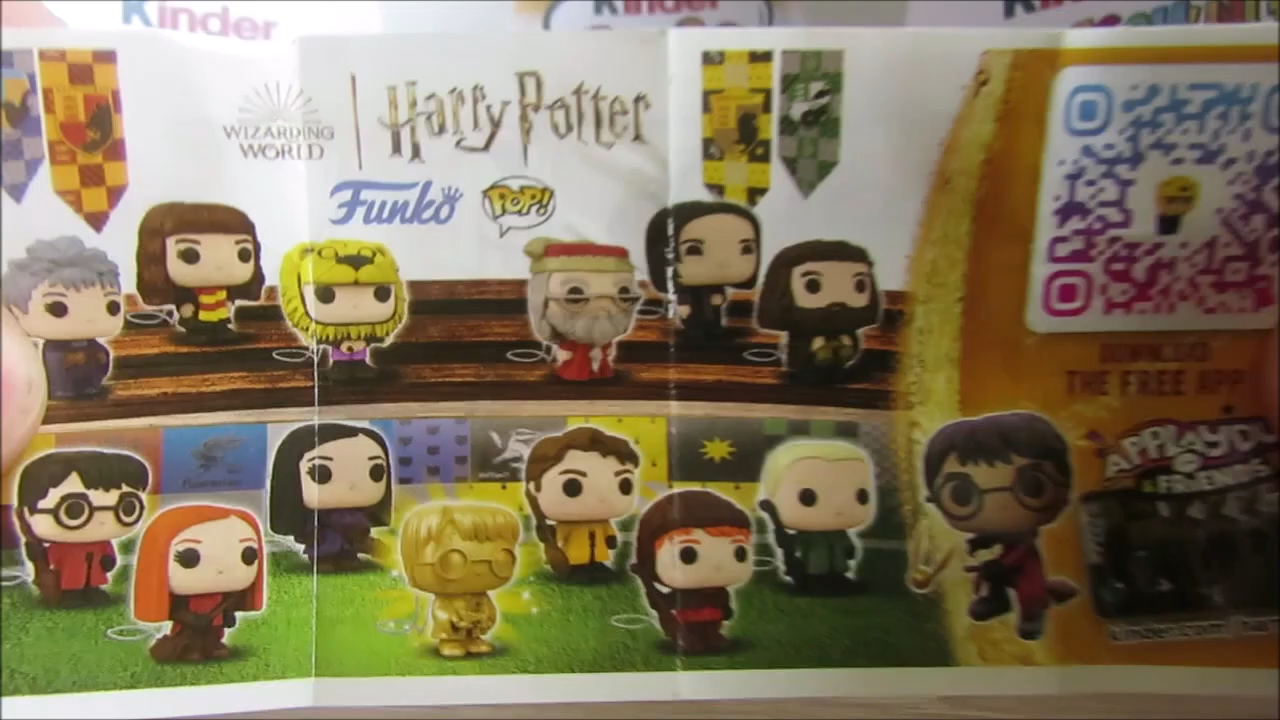 Kinder
Kinder
WIZARDING
WORLD
Harry Potter
Funko
POP!
DOWNLOAD
THE FREE APP
APPLAYDU
& FRIENDS